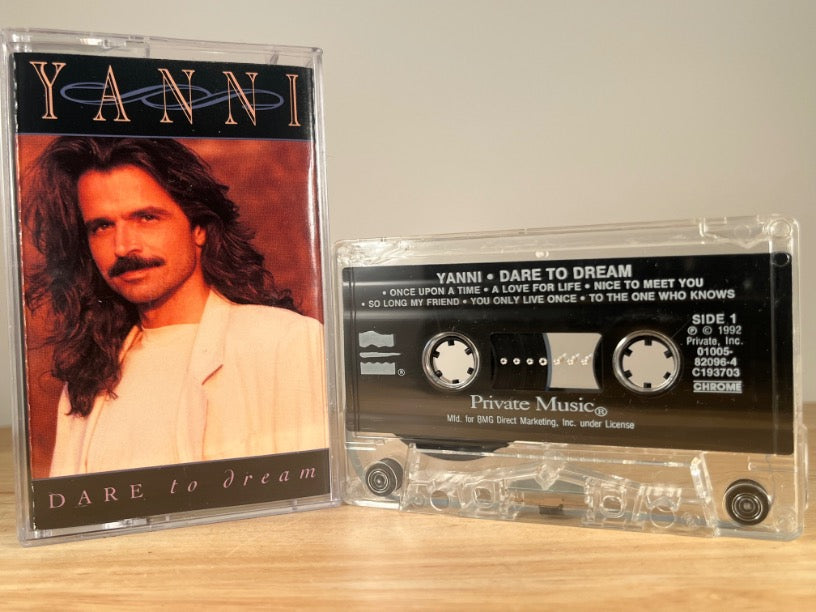 YANNI
DARE to dream
YANNI • DARE TO DREAM
• ONCE UPON A TIME • A LOVE FOR LIFE • NICE TO MEET YOU
• SO LONG MY FRIEND • YOU ONLY LIVE ONCE • TO THE ONE WHO KNOWS
SIDE 1
℗ © 1992
Private, Inc.
01005-
82096-4
C193703
CHROME
®
Private Music®
Mfd. for BMG Direct Marketing, Inc. under License